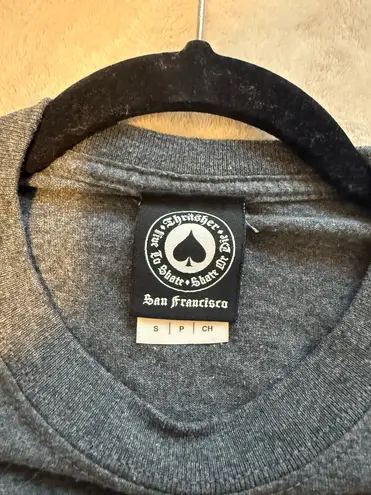 Thrasher • Live To Skate • Skate Or Die •
San Francisco
S | P | CH